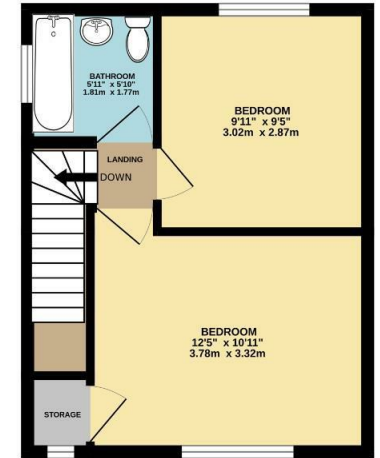 BATHROOM
5'11" x 5'10"
1.81m x 1.77m
BEDROOM
9'11" x 9'5"
3.02m x 2.87m
LANDING
DOWN
BEDROOM
12'5" x 10'11"
3.78m x 3.32m
STORAGE